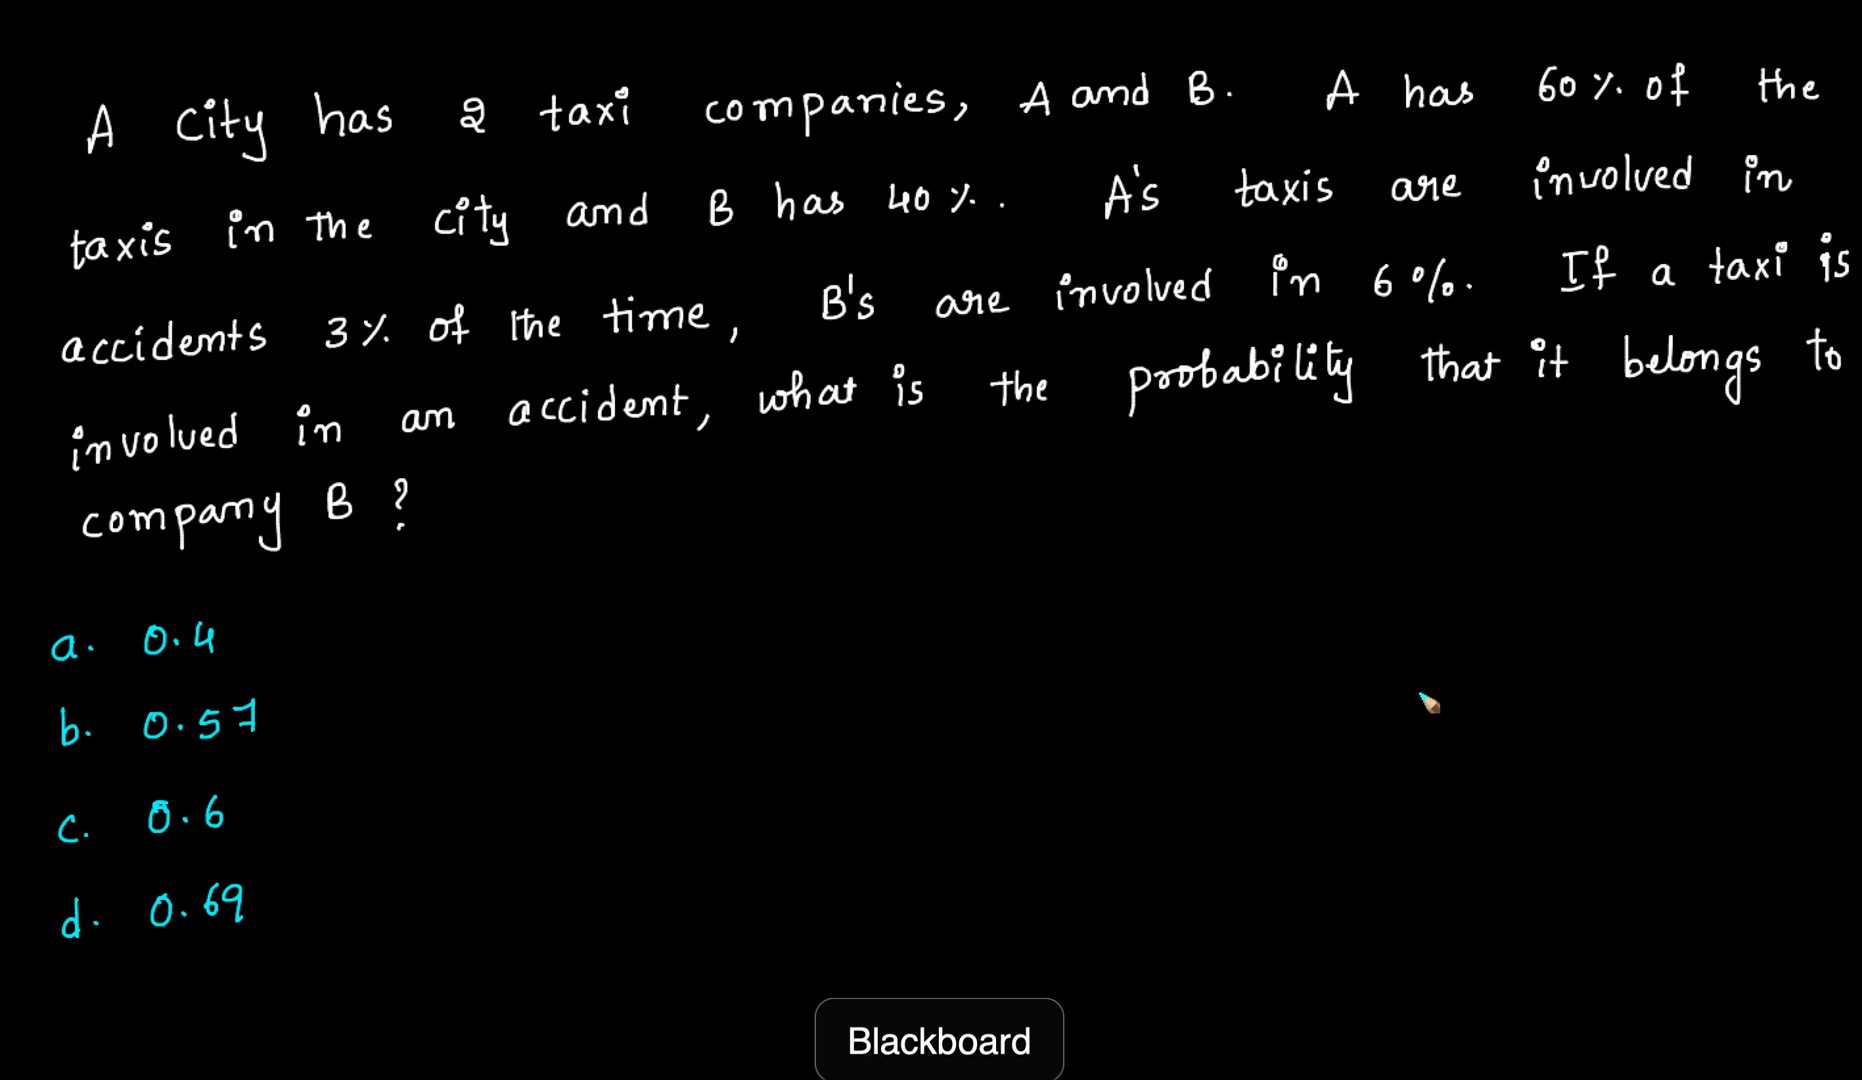 A city has 2 taxi companies, A and B. A has 60 % of the
taxis in the city and B has 40 %. A's taxis are involved in
accidents 3 % of the time, B's are involved in 6 %. If a taxi is
involved in an accident, what is the probability that it belongs to
company B ?
a. 0.4
b. 0.57
c. 0.6
d. 0.69
Blackboard